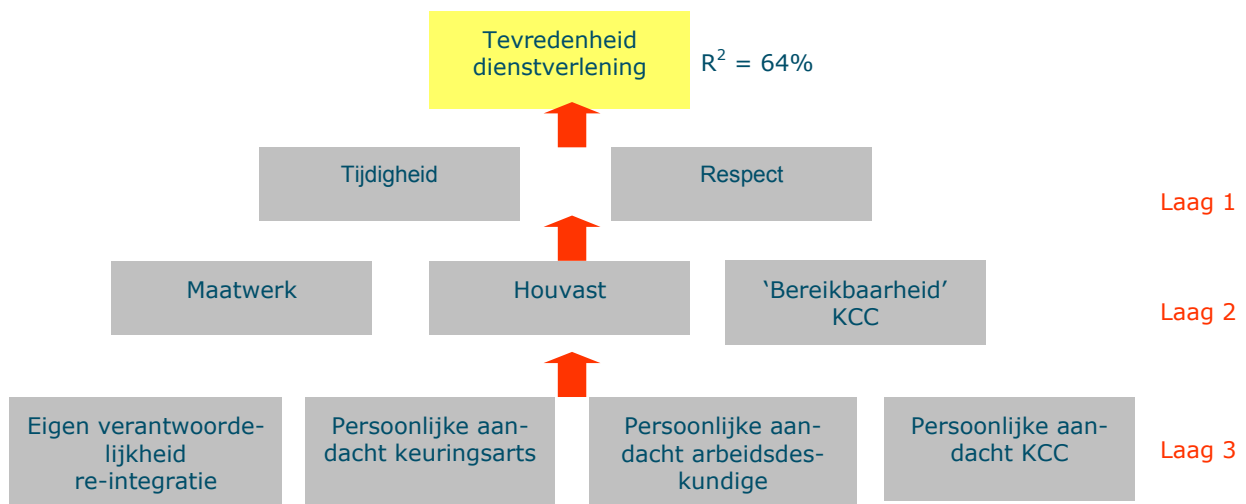 Tevredenheid
dienstverlening
R² = 64%
Tijdigheid
Respect
Laag 1
Maatwerk
Houvast
‘Bereikbaarheid’
KCC
Laag 2
Eigen verantwoorde-
lijkheid
re-integratie
Persoonlijke aan-
dacht keuringsarts
Persoonlijke aan-
dacht arbeidsdes-
kundige
Persoonlijke aan-
dacht KCC
Laag 3